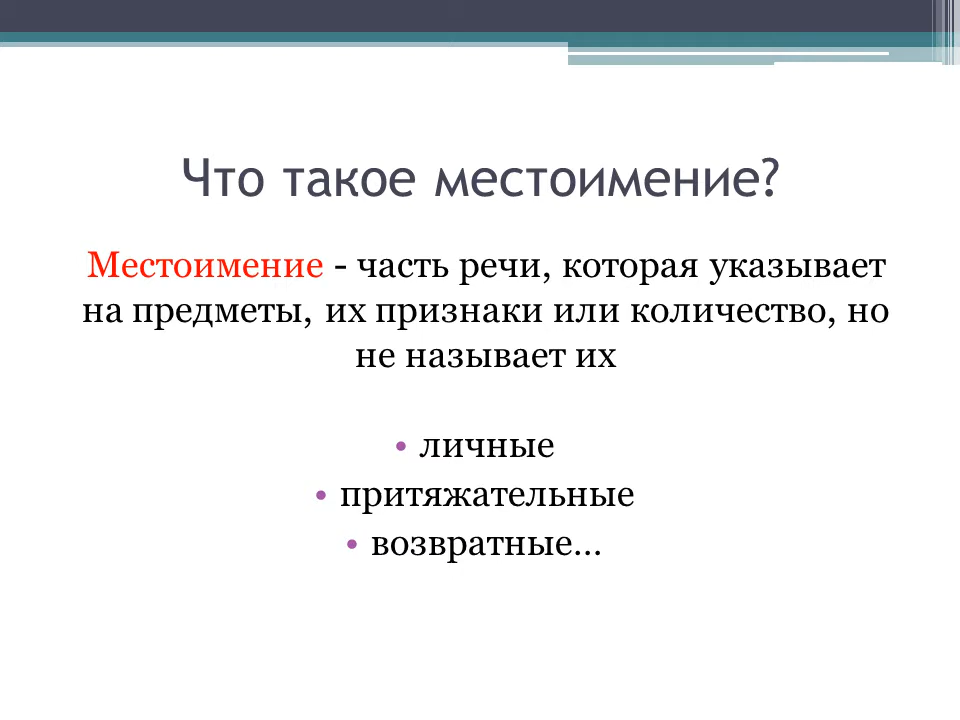 Что такое местоимение?
Местоимение - часть речи, которая указывает
на предметы, их признаки или количество, но
не называет их
• личные
• притяжательные
• возвратные...